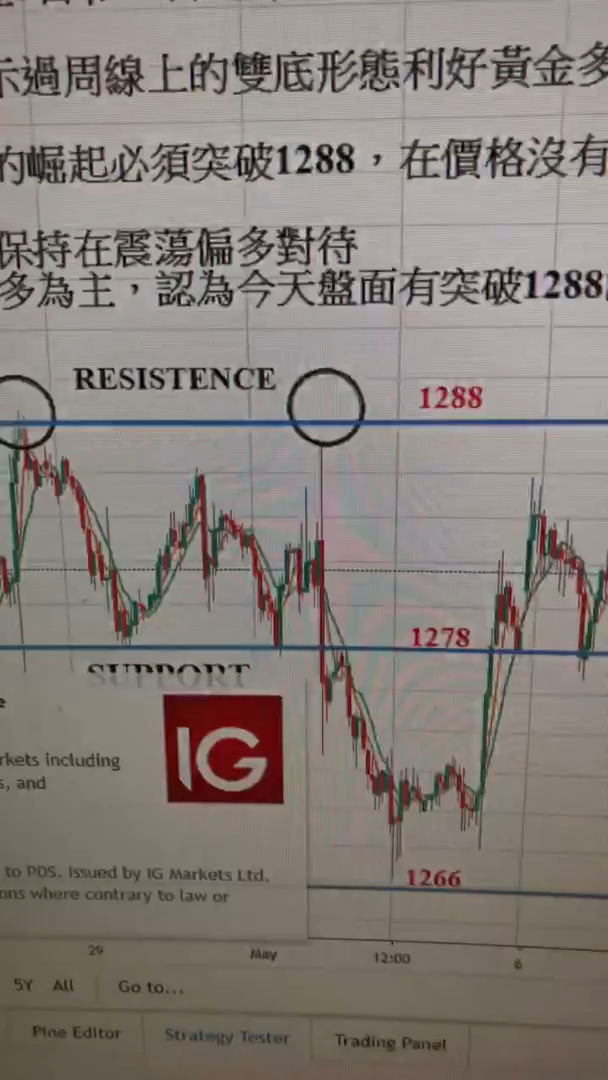 示過周線上的雙底形態利好黃金多
的崛起必須突破1288，在價格沒有
保持在震蕩偏多對待
多為主，認為今天盤面有突破1288
RESISTENCE
1288
1278
SUPPORT
IG
rkets including
s, and
to PDS. Issued by IG Markets Ltd.
ons where contrary to law or
1266
29 May 12:00 6
5Y All Go to...
Pine Editor Strategy Tester Trading Panel